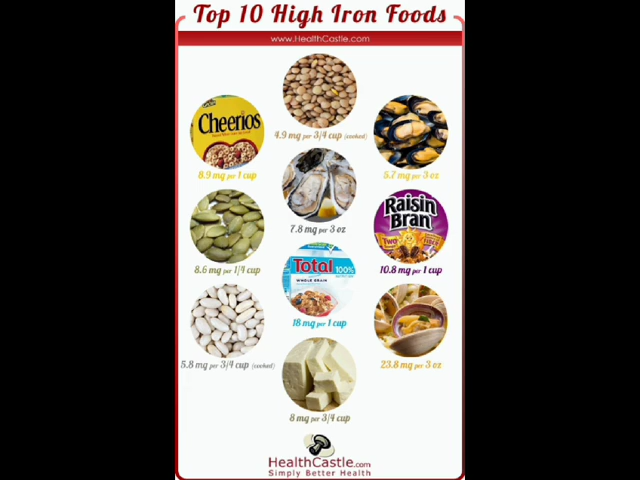 Top 10 High Iron Foods
www.HealthCastle.com
4.9 mg per 3/4 cup (cooked)
Cheerios
8.9 mg per 1 cup
5.7 mg per 3 oz
7.8 mg per 3 oz
8.6 mg per 1/4 cup
Raisin
Bran
Two
10.8 mg per 1 cup
Total 100%
WHOLE GRAIN
18 mg per 1 cup
5.8 mg per 3/4 cup (cooked)
23.8 mg per 3 oz
8 mg per 3/4 cup
HealthCastle.com
Simply Better Health